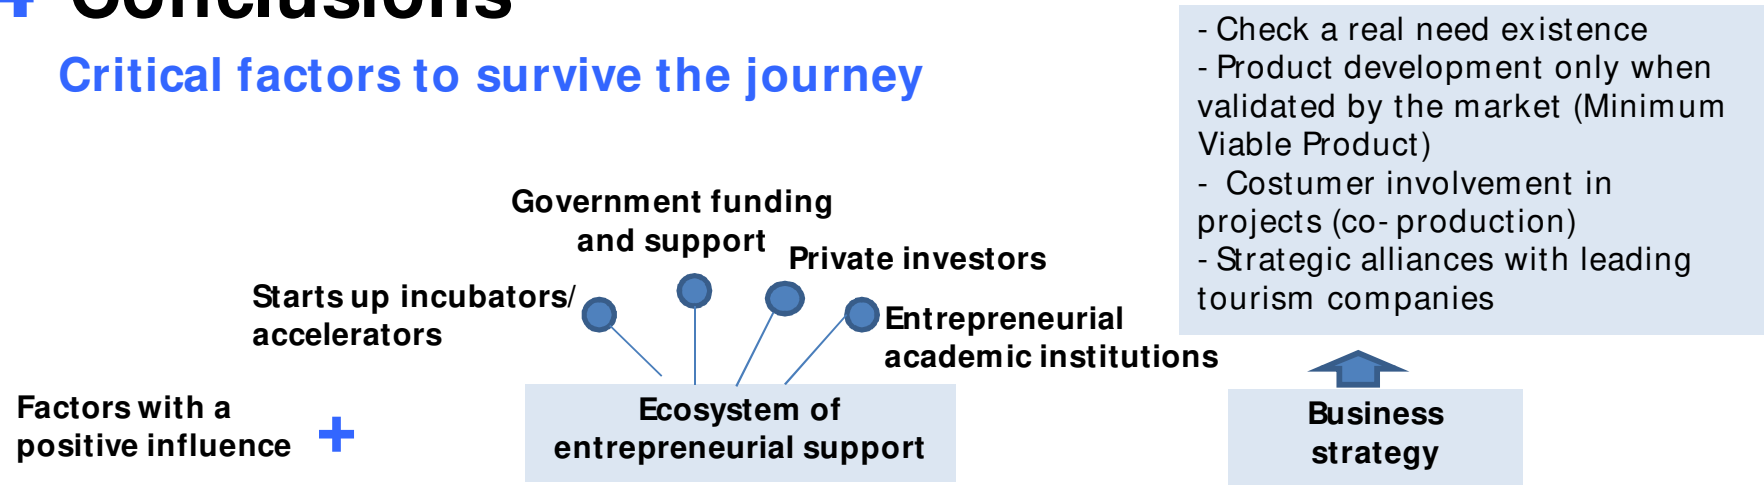 + Conclusions
Critical factors to survive the journey
- Check a real need existence
- Product development only when
validated by the market (Minimum
Viable Product)
- Costumer involvement in
projects (co-production)
- Strategic alliances with leading
tourism companies
Government funding
and support
Private investors
Starts up incubators/
accelerators
Entrepreneurial
academic institutions
Factors with a
positive influence +
Ecosystem of
entrepreneurial support
Business
strategy